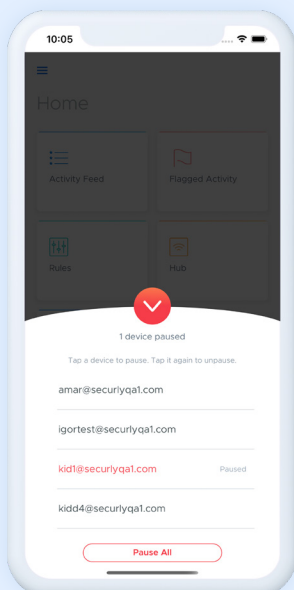 10:05
Home
Activity Feed
Flagged Activity
Rules
Hub
1 device paused
Tap a device to pause. Tap it again to unpause.
amar@securlyqa1.com
igortest@securlyqa1.com
kid1@securlyqa1.com Paused
kidd4@securlyqa1.com
Pause All